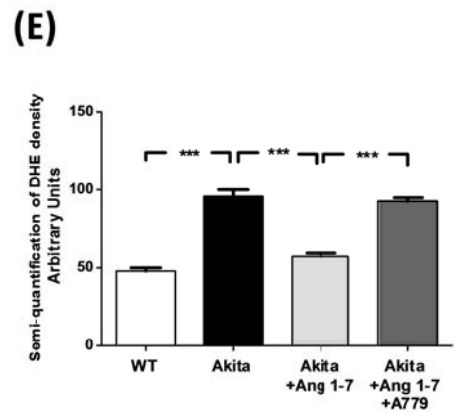 (E)
Semi-quantification of DHE density
Arbitrary Units
150
100
50
0
*** *** ***
WT Akita Akita Akita
+Ang 1-7 +Ang 1-7
+A779